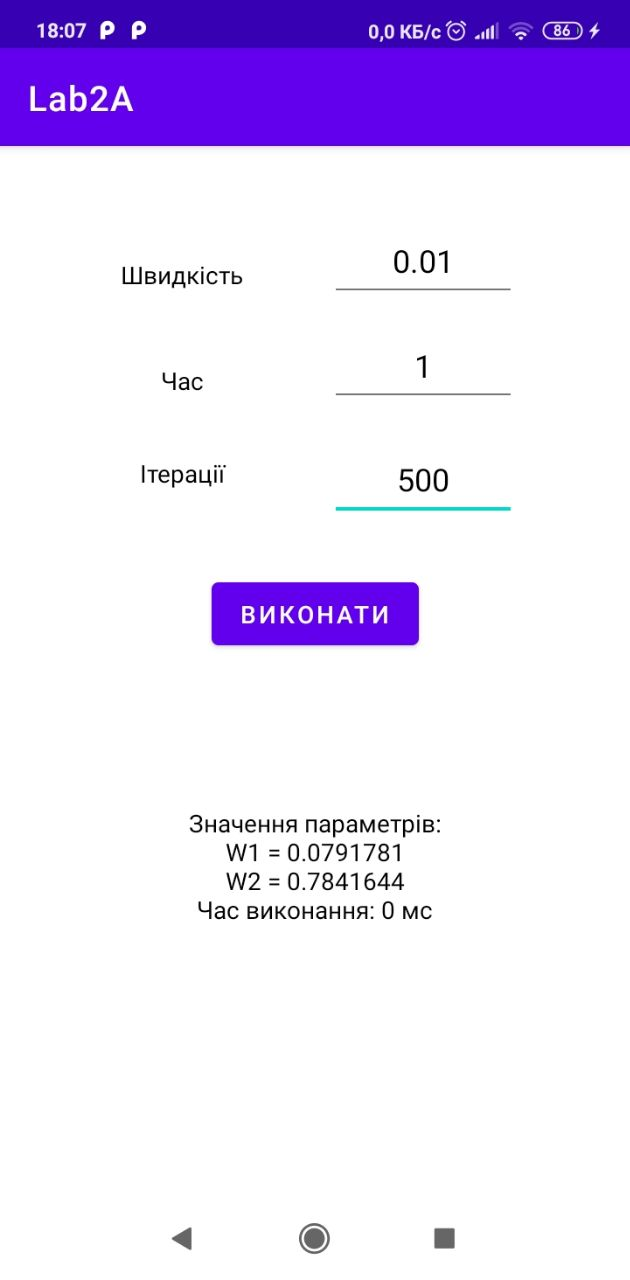 18:07 0,0 КБ/с 86
Lab2A
Швидкість 0.01
Час 1
Ітерації 500
ВИКОНАТИ
Значення параметрів:
W1 = 0.0791781
W2 = 0.7841644
Час виконання: 0 мс